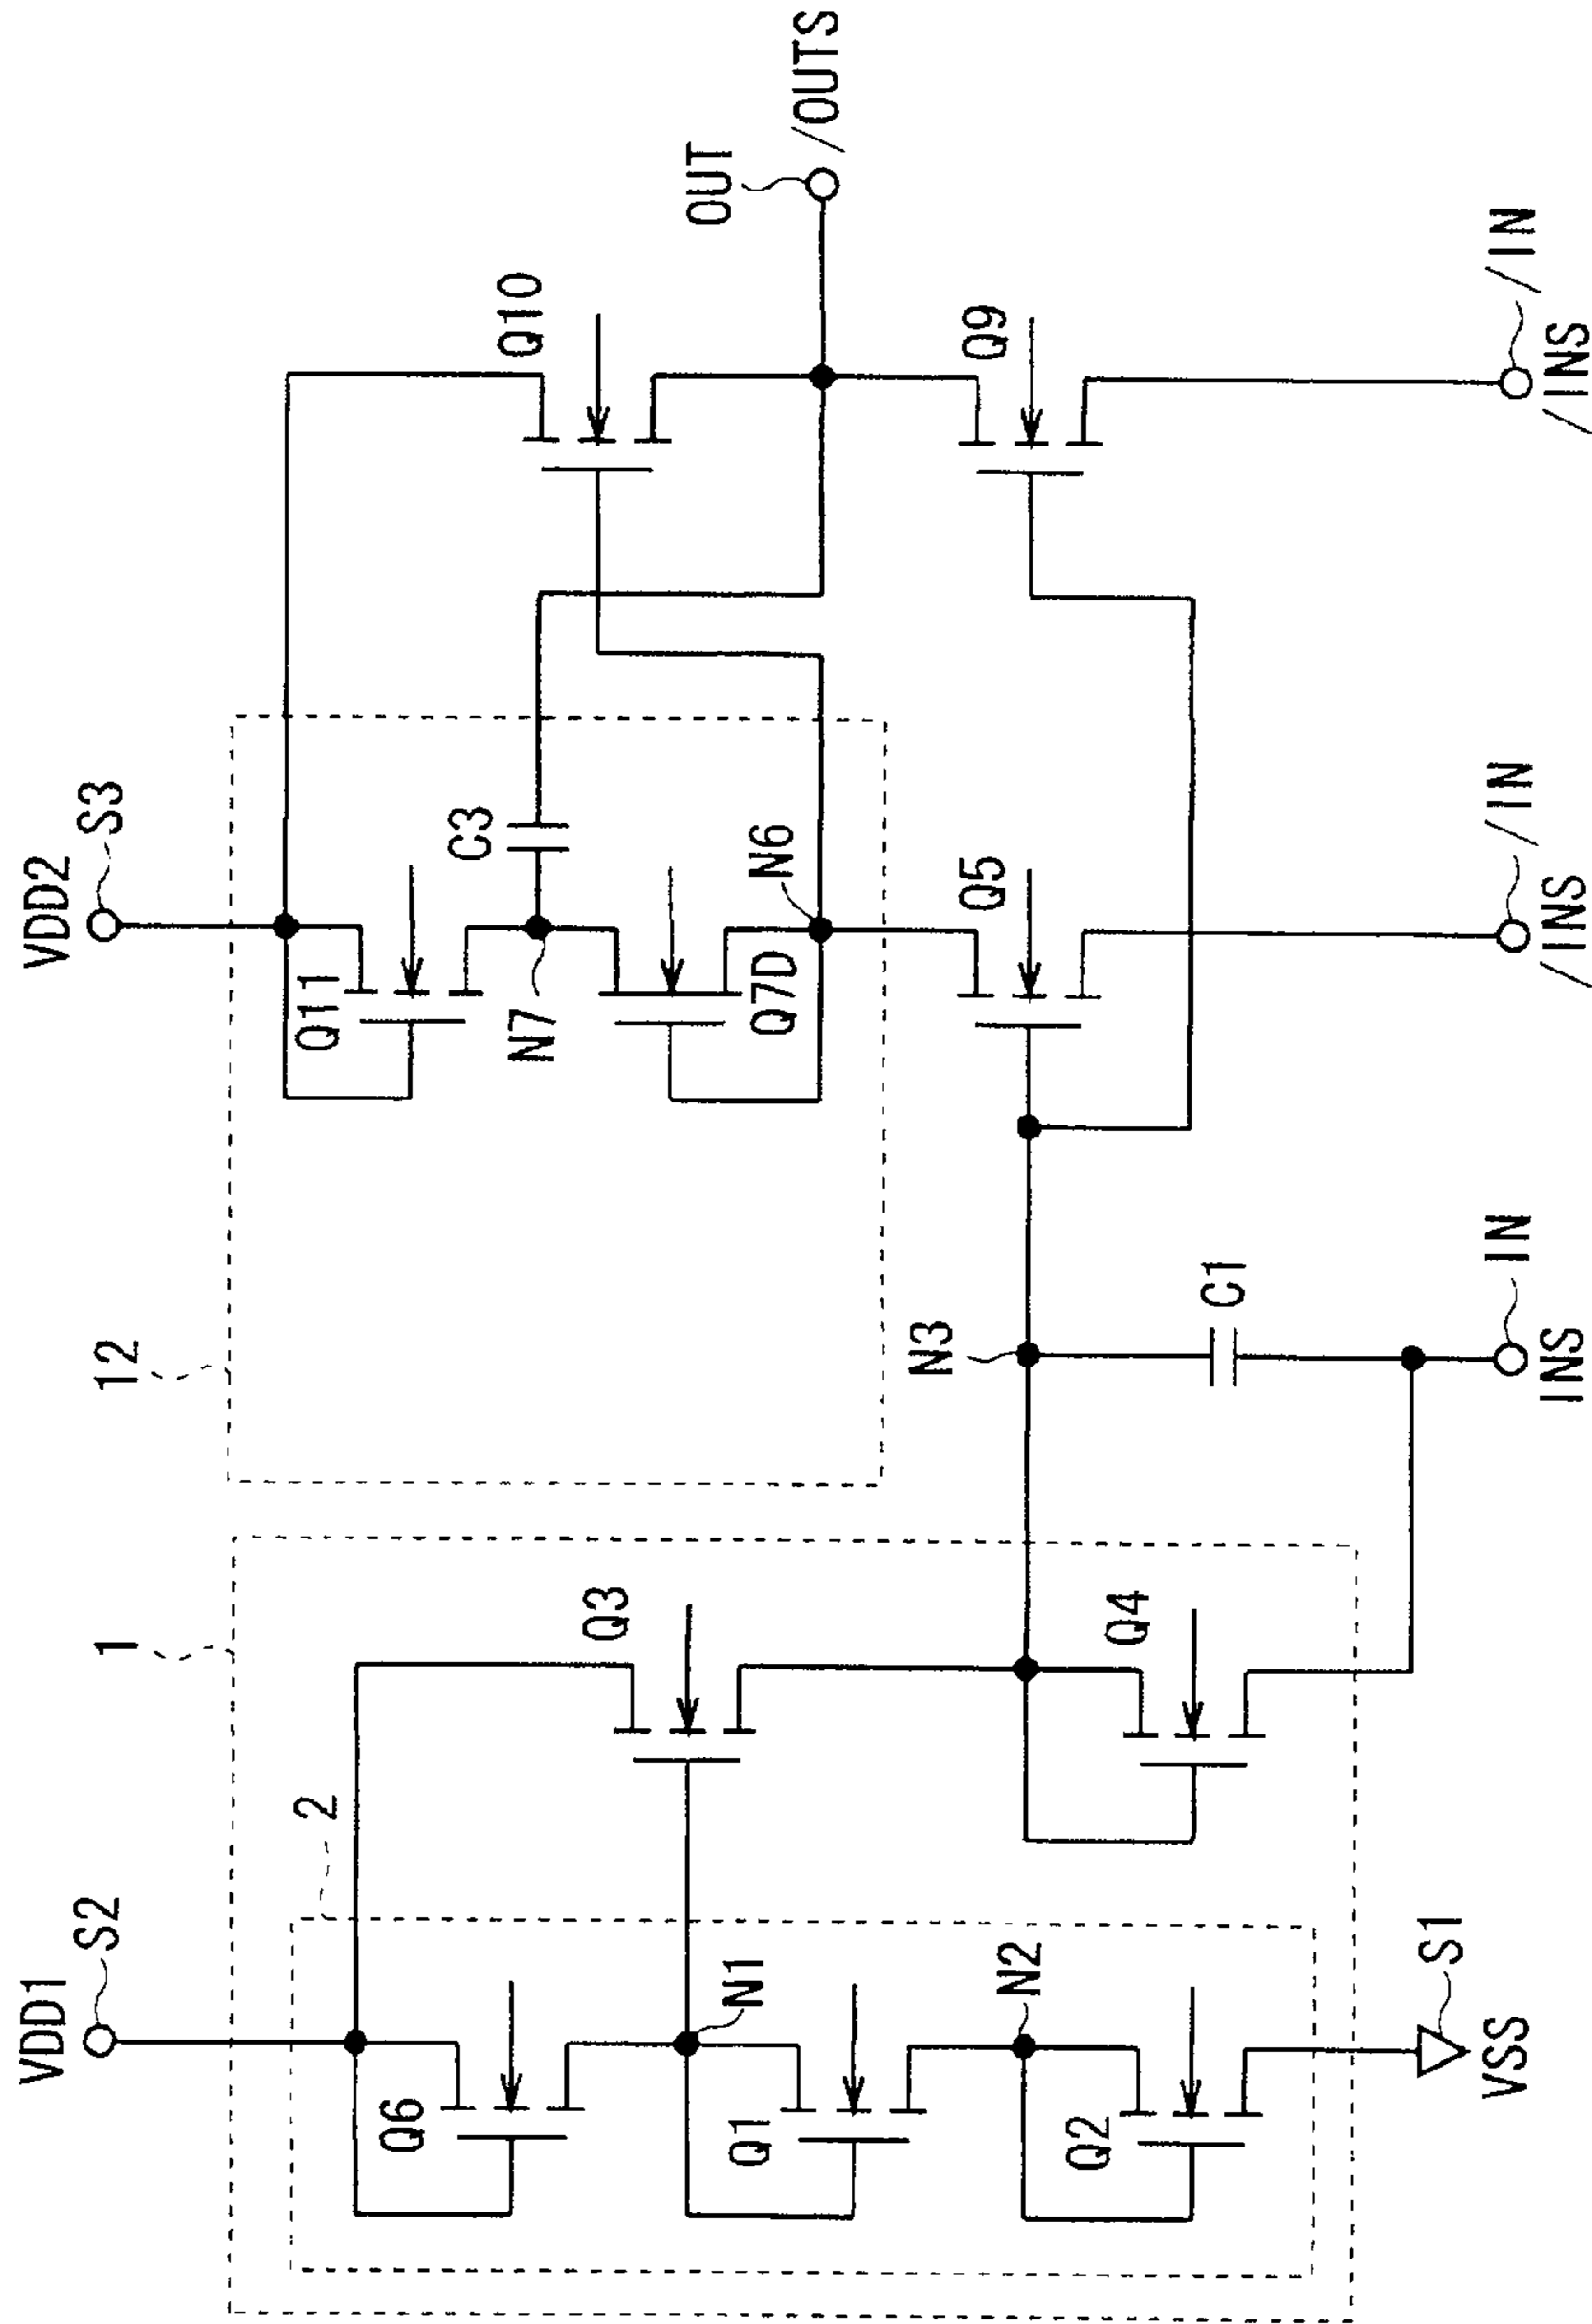 VDD1
S2
1
2
Q6
Q3
N1
Q1
N2
Q2
Q4
S1
VSS
12
VDD2
S3
Q11
C3
N7
Q7D
N6
Q10
OUT
/OUTS
N3
C1
IN
INS
Q5
/IN
/INS
Q9
/IN
/INS